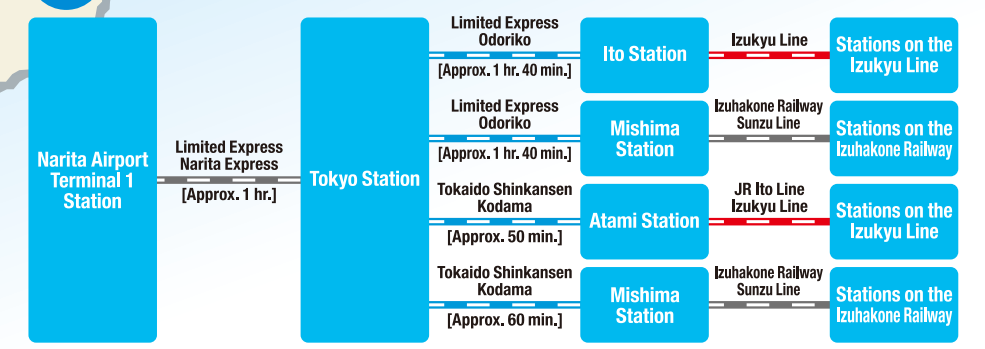 Narita Airport
Terminal 1
Station
Limited Express
Narita Express
[Approx. 1 hr.]
Tokyo Station
Limited Express
Odoriko
[Approx. 1 hr. 40 min.]
Ito Station
Izukyu Line
Stations on the
Izukyu Line
Limited Express
Odoriko
[Approx. 1 hr. 40 min.]
Mishima
Station
Izuhakone Railway
Sunzu Line
Stations on the
Izuhakone Railway
Tokaido Shinkansen
Kodama
[Approx. 50 min.]
Atami Station
JR Ito Line
Izukyu Line
Stations on the
Izukyu Line
Tokaido Shinkansen
Kodama
[Approx. 60 min.]
Mishima
Station
Izuhakone Railway
Sunzu Line
Stations on the
Izuhakone Railway